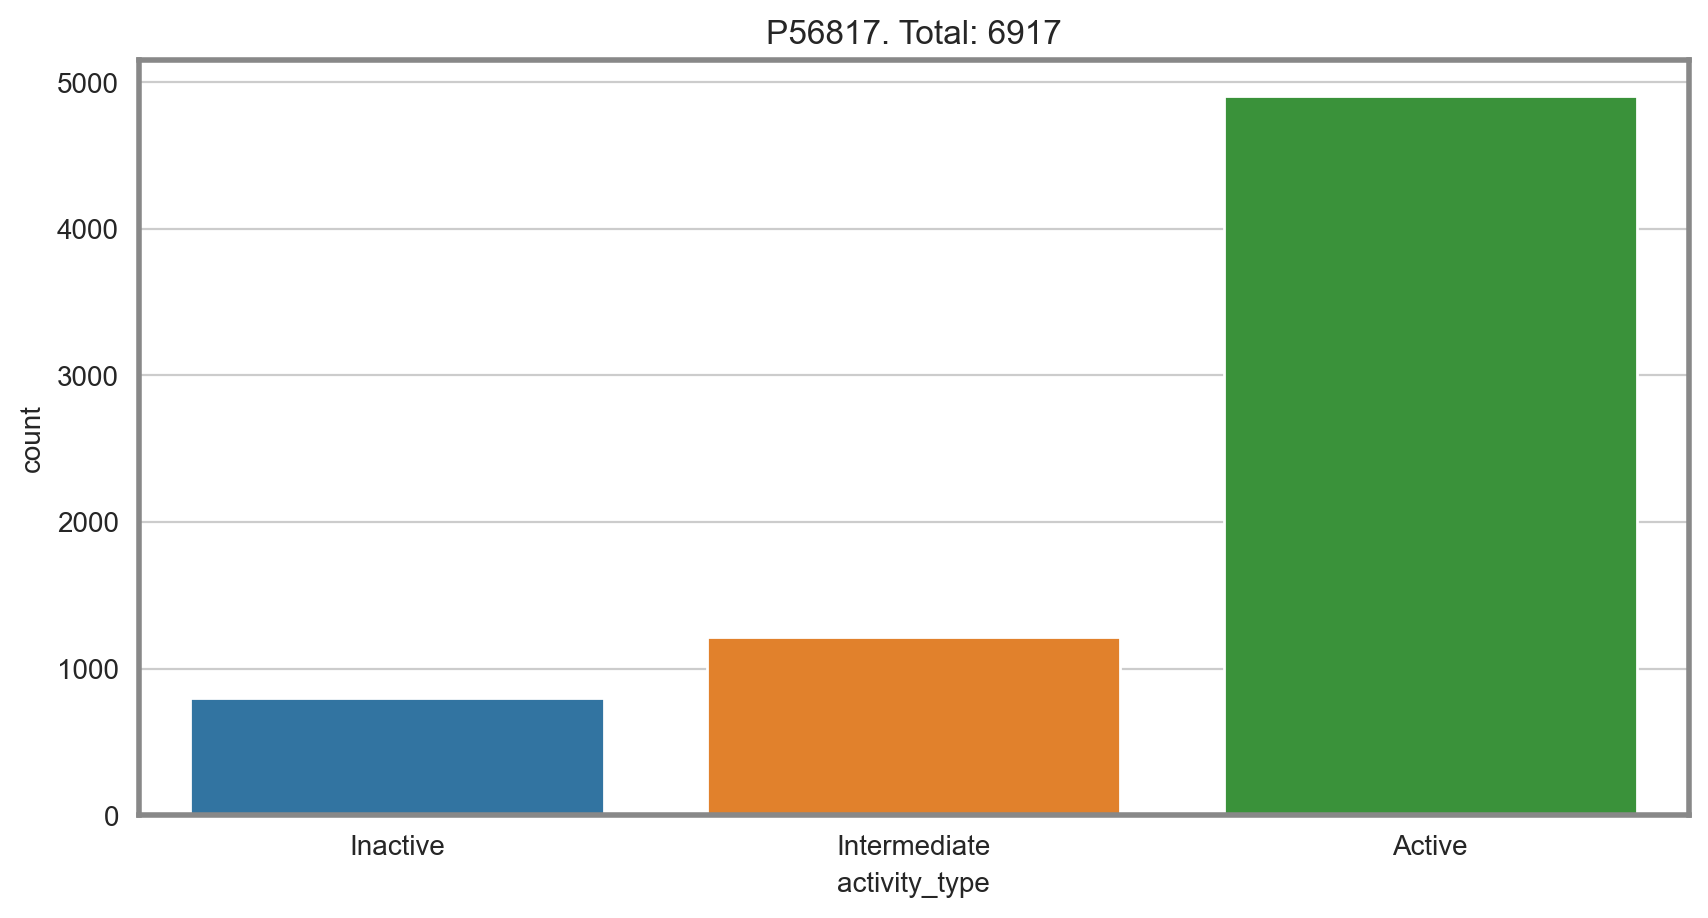 P56817. Total: 6917
5000
4000
3000
2000
1000
0
count
Inactive
Intermediate
Active
activity_type